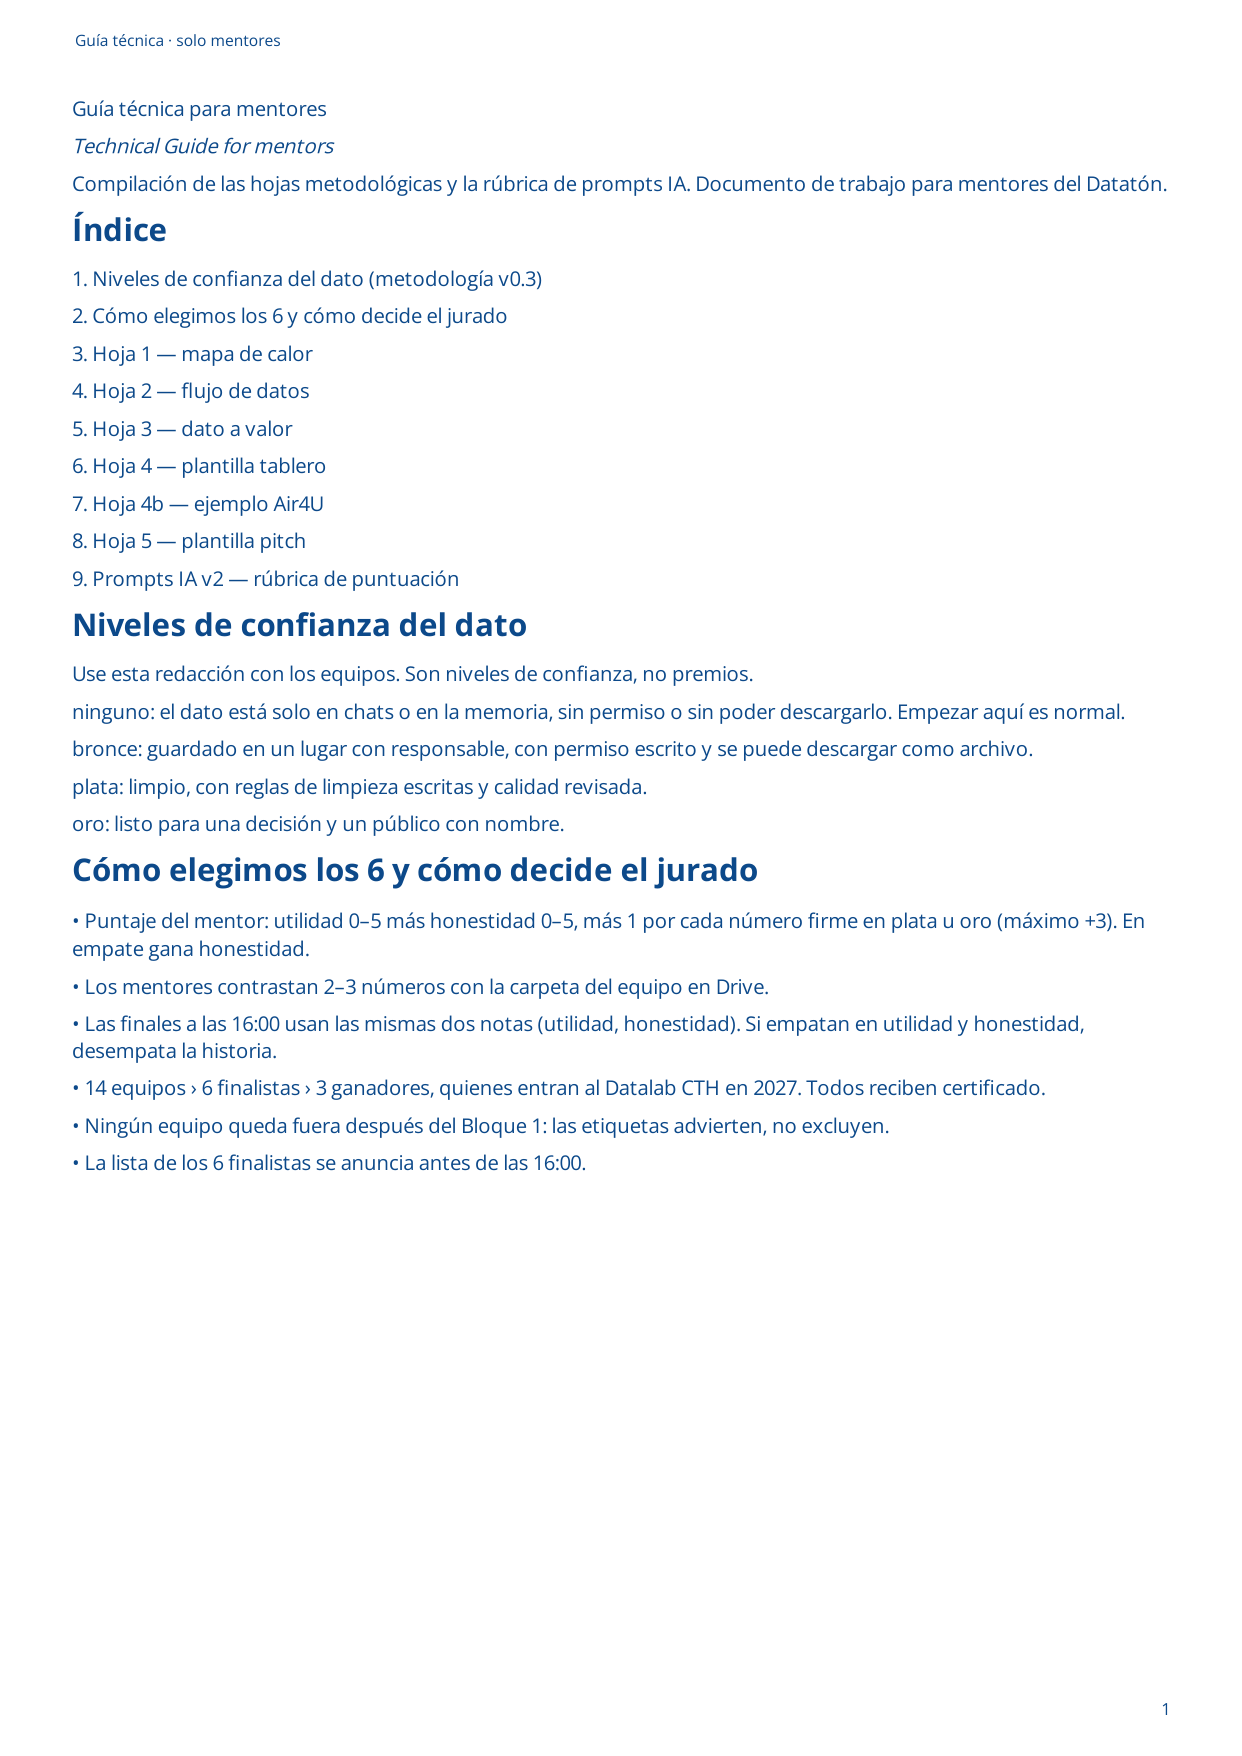 Guía técnica · solo mentores
Guía técnica para mentores
Technical Guide for mentors
Compilación de las hojas metodológicas y la rúbrica de prompts IA. Documento de trabajo para mentores del Datatón.
Índice
1. Niveles de confianza del dato (metodología v0.3)
2. Cómo elegimos los 6 y cómo decide el jurado
3. Hoja 1 — mapa de calor
4. Hoja 2 — flujo de datos
5. Hoja 3 — dato a valor
6. Hoja 4 — plantilla tablero
7. Hoja 4b — ejemplo Air4U
8. Hoja 5 — plantilla pitch
9. Prompts IA v2 — rúbrica de puntuación
Niveles de confianza del dato
Use esta redacción con los equipos. Son niveles de confianza, no premios.
ninguno: el dato está solo en chats o en la memoria, sin permiso o sin poder descargarlo. Empezar aquí es normal.
bronce: guardado en un lugar con responsable, con permiso escrito y se puede descargar como archivo.
plata: limpio, con reglas de limpieza escritas y calidad revisada.
oro: listo para una decisión y un público con nombre.
Cómo elegimos los 6 y cómo decide el jurado
• Puntaje del mentor: utilidad 0–5 más honestidad 0–5, más 1 por cada número firme en plata u oro (máximo +3). En
empate gana honestidad.
• Los mentores contrastan 2–3 números con la carpeta del equipo en Drive.
• Las finales a las 16:00 usan las mismas dos notas (utilidad, honestidad). Si empatan en utilidad y honestidad,
desempata la historia.
• 14 equipos › 6 finalistas › 3 ganadores, quienes entran al Datalab CTH en 2027. Todos reciben certificado.
• Ningún equipo queda fuera después del Bloque 1: las etiquetas advierten, no excluyen.
• La lista de los 6 finalistas se anuncia antes de las 16:00.
1